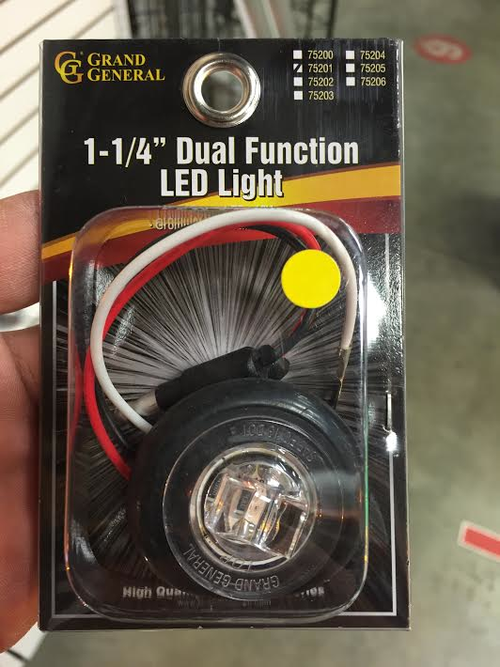 GG GRAND
GENERAL
75200 75204
75201 75205
75202 75206
75203
1-1/4" Dual Function
LED Light
GRAND-GENERAL
High Qua